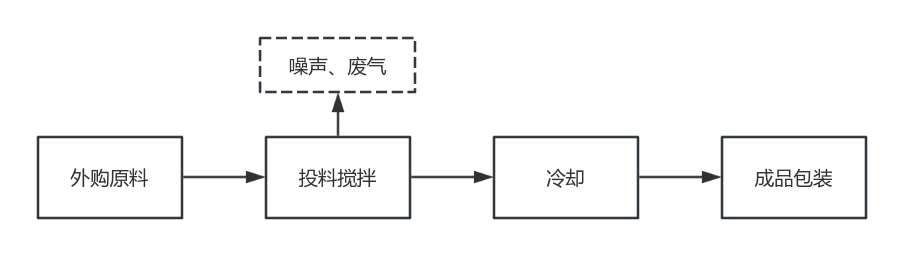 噪声、废气
外购原料
投料搅拌
冷却
成品包装